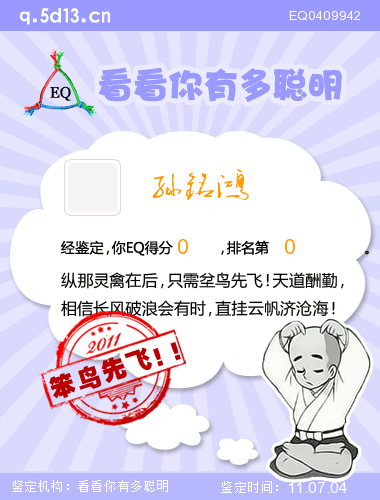 q.5d13.cn EQ0409942
EQ 看看你有多聪明
孙铭鸿
经鉴定,你EQ得分 0 ,排名第 0 。
纵那灵禽在后,只需笨鸟先飞!天道酬勤,
相信长风破浪会有时,直挂云帆济沧海!
2011
笨鸟先飞!!
鉴定机构：看看你有多聪明 鉴定时间：11.07.04